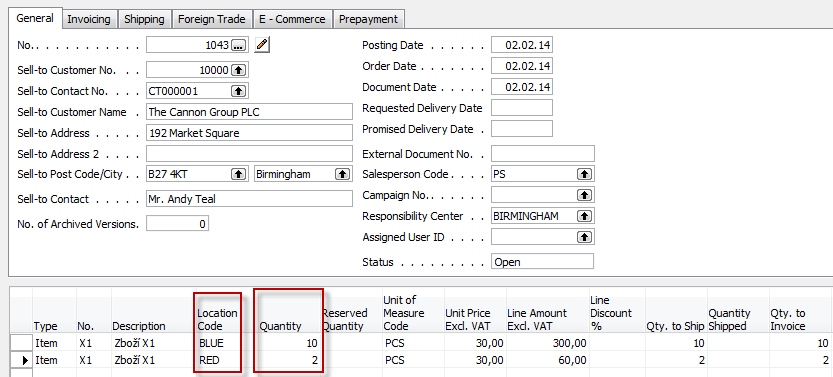 General Invoicing Shipping Foreign Trade E - Commerce Prepayment
No. . . . . . . . . . . . 1043 ... Posting Date . . . . . . 02.02.14
Sell-to Customer No. . . . 10000 Order Date . . . . . . . 02.02.14
Sell-to Contact No. . . . CT000001 Document Date . . . . . 02.02.14
Sell-to Customer Name . The Cannon Group PLC Requested Delivery Date
Sell-to Address . . . . . 192 Market Square Promised Delivery Date .
Sell-to Address 2 . . . . External Document No. . .
Sell-to Post Code/City . . B27 4KT Birmingham Salesperson Code . . . . PS
Campaign No. . . . . . .
Sell-to Contact . . . . . Mr. Andy Teal Responsibility Center . . BIRMINGHAM
No. of Archived Versions. 0 Assigned User ID . . . .
Status . . . . . . . . . Open
Type No. Description Location Code Quantity Reserved Quantity Unit of Measure Code Unit Price Excl. VAT Line Amount Excl. VAT Line Discount % Qty. to Ship Quantity Shipped Qty. to Invoice
Item X1 Zboží X1 BLUE 10 PCS 30,00 300,00 10 10
Item X1 Zboží X1 RED 2 PCS 30,00 60,00 2 2